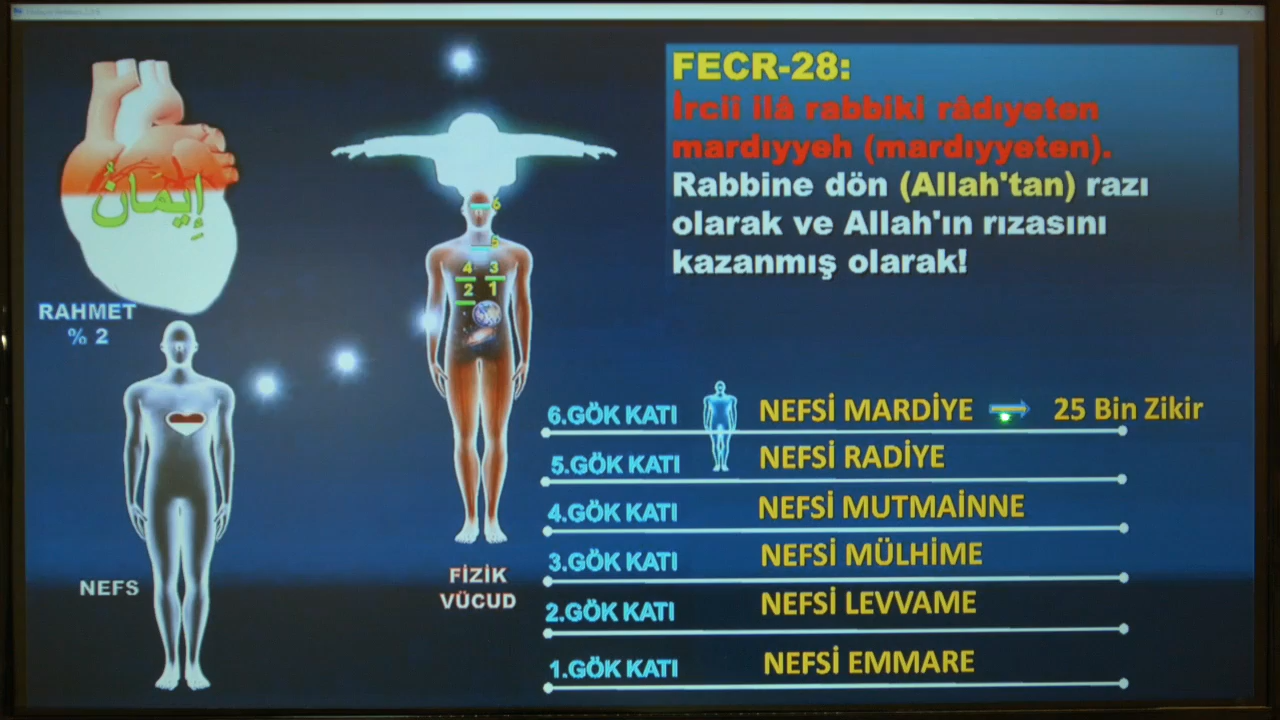 FECR-28:
İrcîi ilâ rabbiki râdıyeten
mardıyyeh (mardıyyeten).
Rabbine dön (Allah'tan) razı
olarak ve Allah'ın rızasını
kazanmış olarak!
إِيمَانُ
RAHMET
% 2
NEFS
6
5
4 3
2 1
FİZİK
VÜCUD
6.GÖK KATI NEFSİ MARDİYE 25 Bin Zikir
5.GÖK KATI NEFSİ RADİYE
4.GÖK KATI NEFSİ MUTMAİNNE
3.GÖK KATI NEFSİ MÜLHİME
2.GÖK KATI NEFSİ LEVVAME
1.GÖK KATI NEFSİ EMMARE